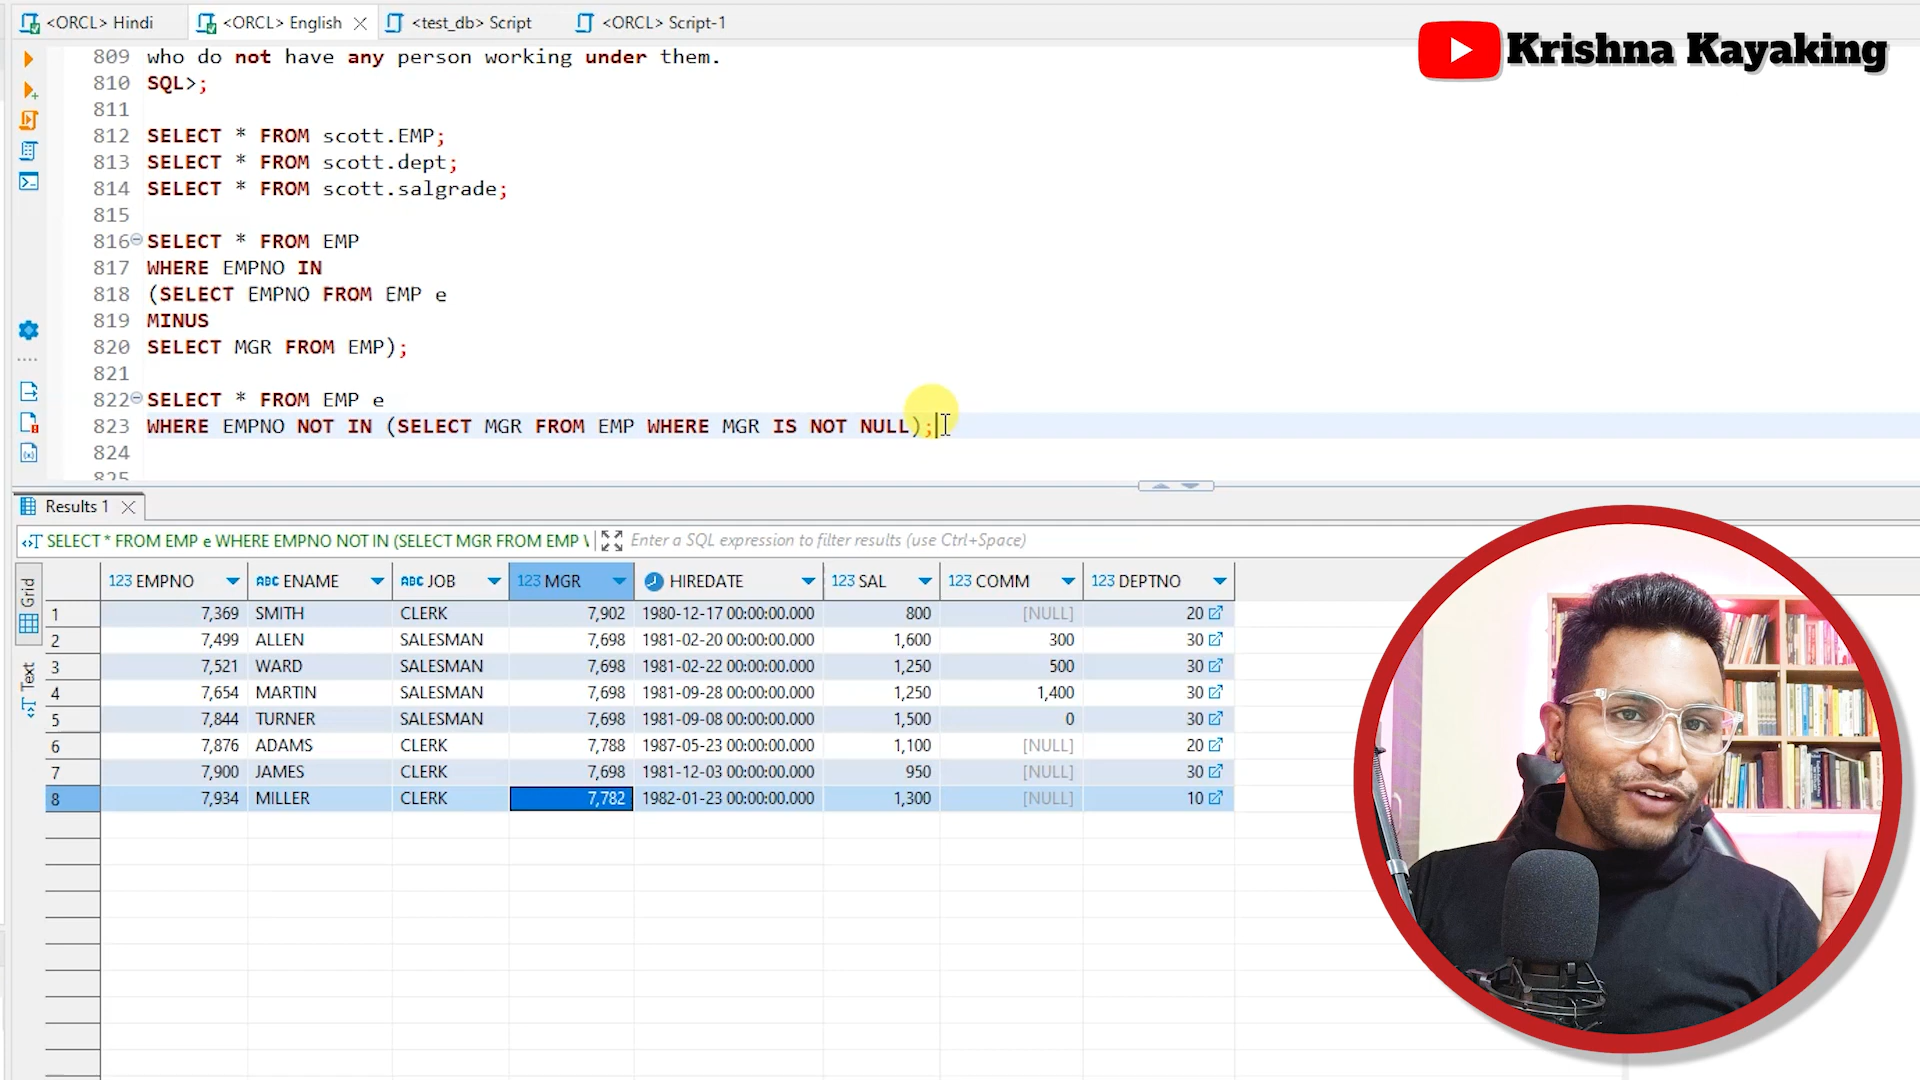 <ORCL> Hindi <ORCL> English <test_db> Script <ORCL> Script-1
Krishna Kayaking
809 who do not have any person working under them.
810 SQL>;
811
812 SELECT * FROM scott.EMP;
813 SELECT * FROM scott.dept;
814 SELECT * FROM scott.salgrade;
815
816 SELECT * FROM EMP
817 WHERE EMPNO IN
818 (SELECT EMPNO FROM EMP e
819 MINUS
820 SELECT MGR FROM EMP);
821
822 SELECT * FROM EMP e
823 WHERE EMPNO NOT IN (SELECT MGR FROM EMP WHERE MGR IS NOT NULL);
824
825
Results 1
SELECT * FROM EMP e WHERE EMPNO NOT IN (SELECT MGR FROM EMP Enter a SQL expression to filter results (use Ctrl+Space)
Grid
Text
123 EMPNO ABC ENAME ABC JOB 123 MGR HIREDATE 123 SAL 123 COMM 123 DEPTNO
1 7,369 SMITH CLERK 7,902 1980-12-17 00:00:00.000 800 [NULL] 20
2 7,499 ALLEN SALESMAN 7,698 1981-02-20 00:00:00.000 1,600 300 30
3 7,521 WARD SALESMAN 7,698 1981-02-22 00:00:00.000 1,250 500 30
4 7,654 MARTIN SALESMAN 7,698 1981-09-28 00:00:00.000 1,250 1,400 30
5 7,844 TURNER SALESMAN 7,698 1981-09-08 00:00:00.000 1,500 0 30
6 7,876 ADAMS CLERK 7,788 1987-05-23 00:00:00.000 1,100 [NULL] 20
7 7,900 JAMES CLERK 7,698 1981-12-03 00:00:00.000 950 [NULL] 30
8 7,934 MILLER CLERK 7,782 1982-01-23 00:00:00.000 1,300 [NULL] 10